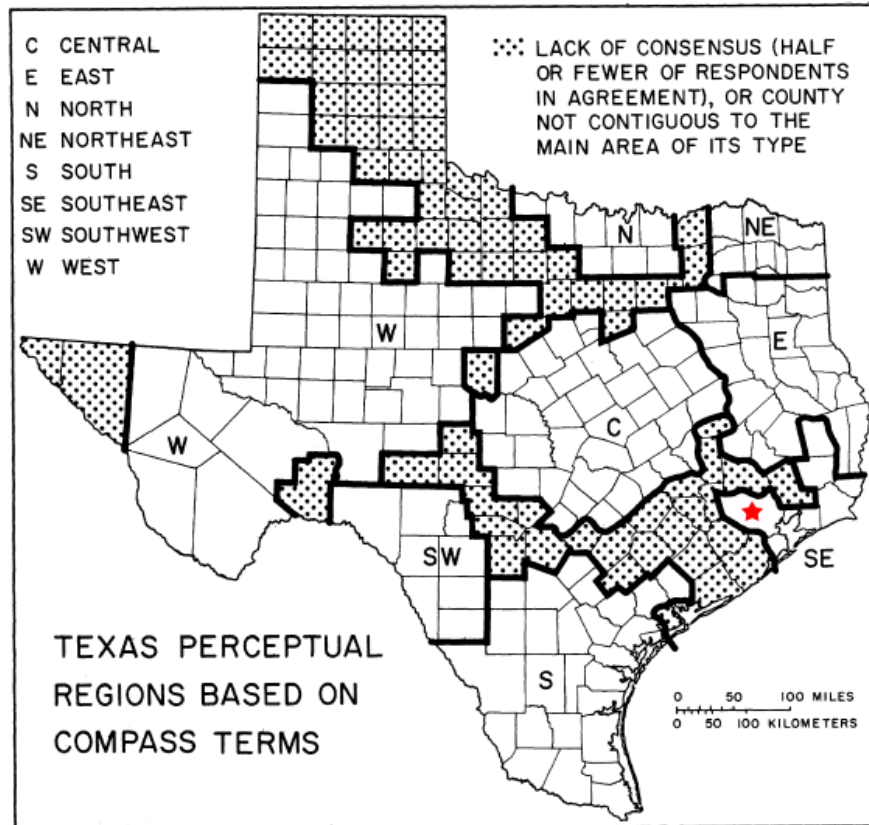 C CENTRAL
E EAST
N NORTH
NE NORTHEAST
S SOUTH
SE SOUTHEAST
SW SOUTHWEST
W WEST
LACK OF CONSENSUS (HALF
OR FEWER OF RESPONDENTS
IN AGREEMENT), OR COUNTY
NOT CONTIGUOUS TO THE
MAIN AREA OF ITS TYPE
N
NE
W
E
C
W
SW
SE
S
TEXAS PERCEPTUAL
REGIONS BASED ON
COMPASS TERMS
0 50 100 MILES
0 50 100 KILOMETERS